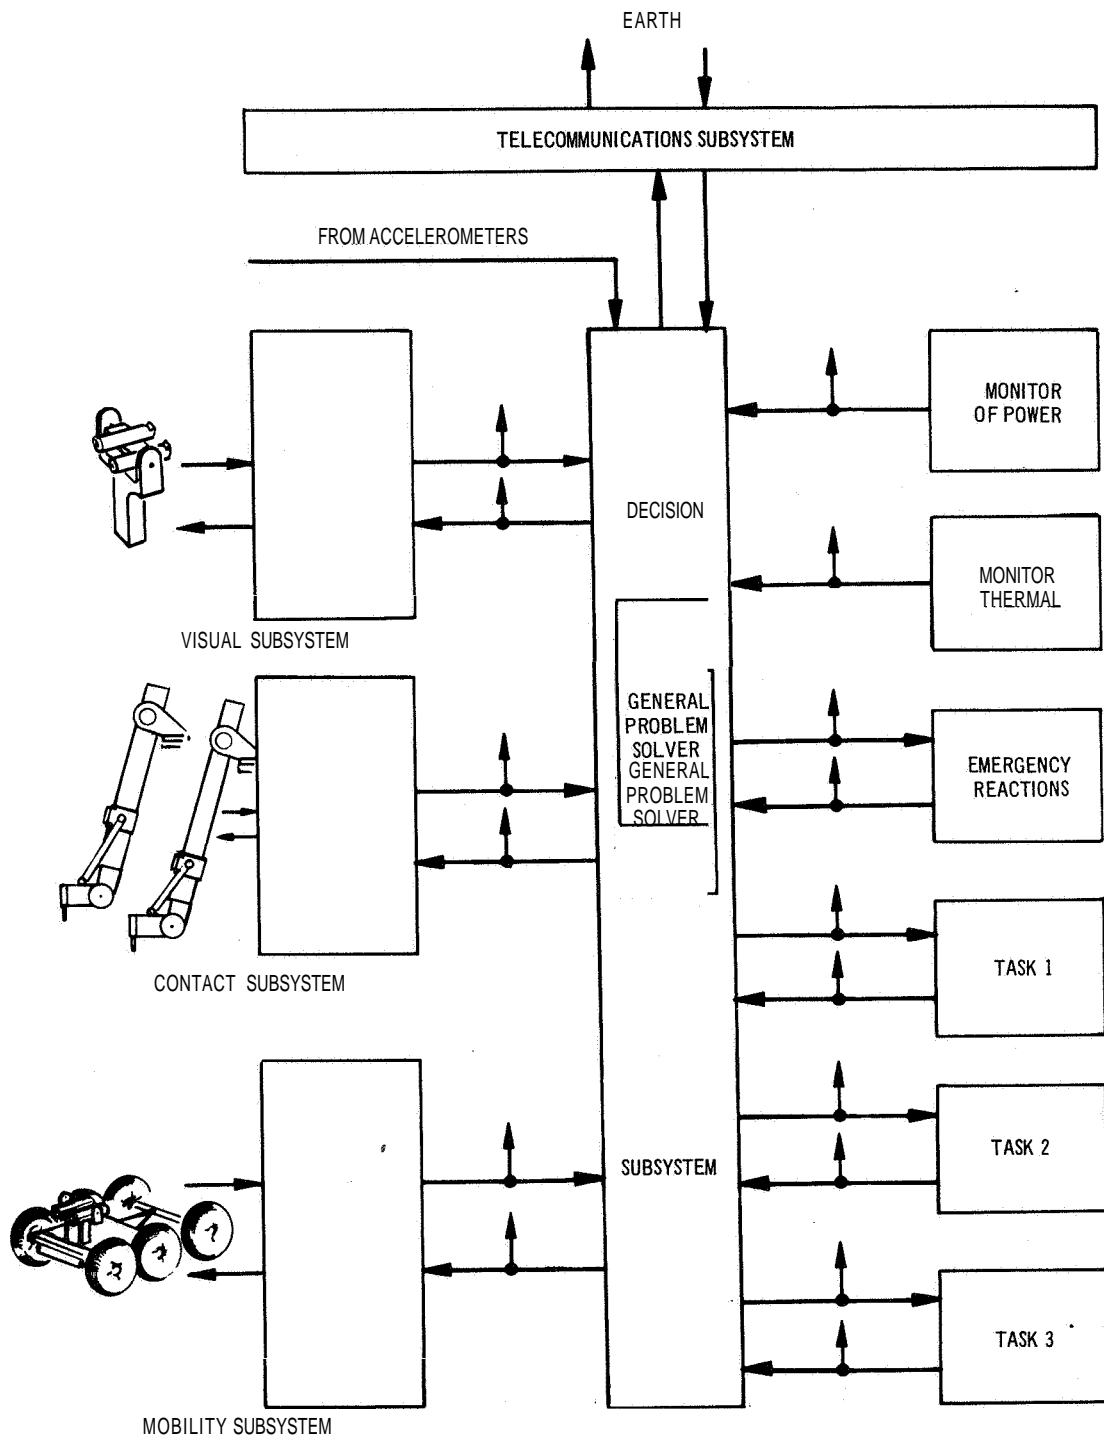 EARTH
TELECOMMUNICATIONS SUBSYSTEM
FROM ACCELEROMETERS
MONITOR
OF POWER
DECISION
MONITOR
THERMAL
VISUAL SUBSYSTEM
GENERAL
PROBLEM
SOLVER
GENERAL
PROBLEM
SOLVER
EMERGENCY
REACTIONS
TASK 1
CONTACT SUBSYSTEM
TASK 2
SUBSYSTEM
TASK 3
MOBILITY SUBSYSTEM